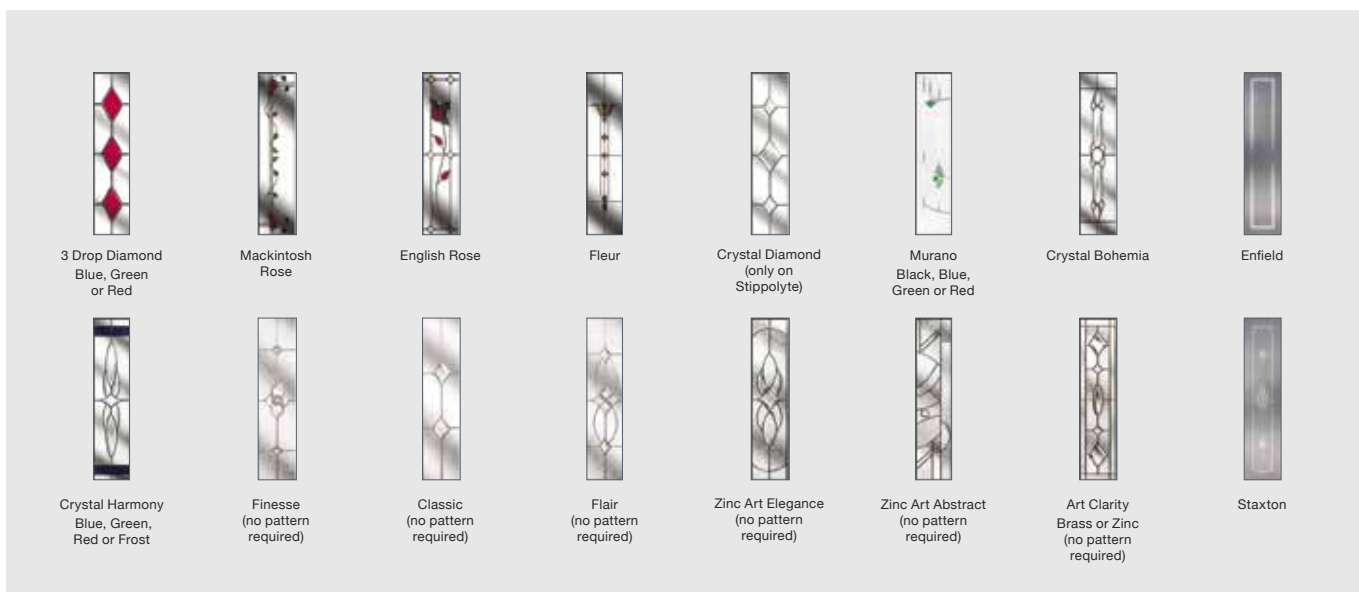 3 Drop Diamond
Blue, Green
or Red
Mackintosh
Rose
English Rose
Fleur
Crystal Diamond
(only on
Stippolyte)
Murano
Black, Blue,
Green or Red
Crystal Bohemia
Enfield
Crystal Harmony
Blue, Green,
Red or Frost
Finesse
(no pattern
required)
Classic
(no pattern
required)
Flair
(no pattern
required)
Zinc Art Elegance
(no pattern
required)
Zinc Art Abstract
(no pattern
required)
Art Clarity
Brass or Zinc
(no pattern
required)
Staxton